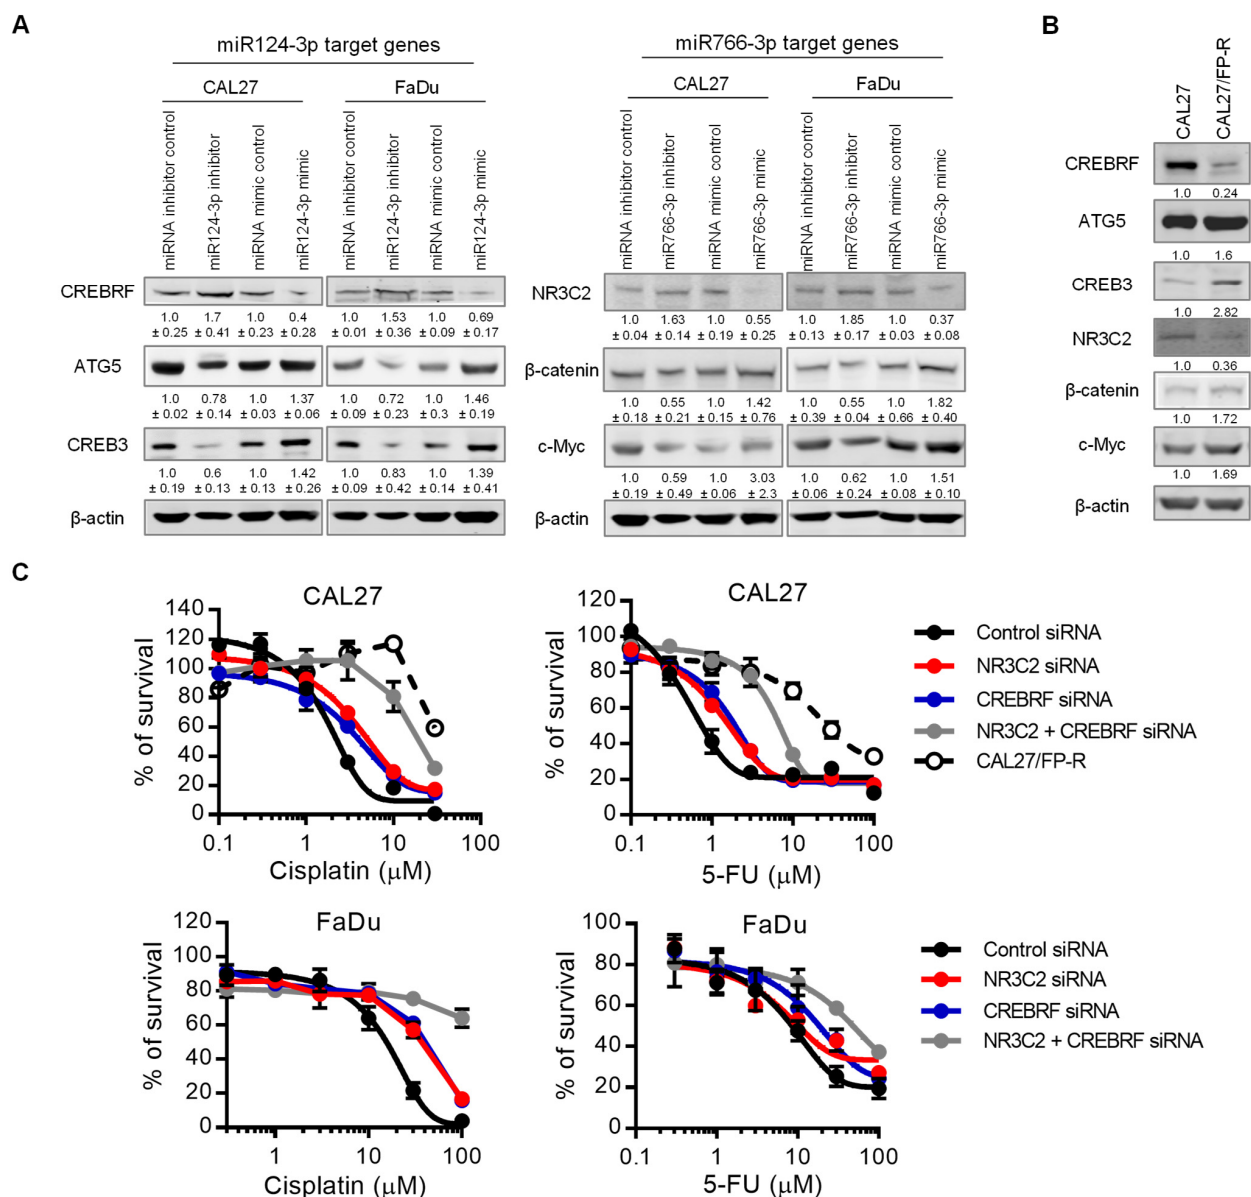 A
miR124-3p target genes
CAL27
FaDu
miRNA inhibitor control
miR124-3p inhibitor
miRNA mimic control
miR124-3p mimic
miRNA inhibitor control
miR124-3p inhibitor
miRNA mimic control
miR124-3p mimic
CREBRF
1.0 1.7 1.0 0.4 1.0 1.53 1.0 0.69
± 0.25 ± 0.41 ± 0.23 ± 0.28 ± 0.01 ± 0.36 ± 0.09 ± 0.17
ATG5
1.0 0.78 1.0 1.37 1.0 0.72 1.0 1.46
± 0.02 ± 0.14 ± 0.03 ± 0.06 ± 0.09 ± 0.23 ± 0.3 ± 0.19
CREB3
1.0 0.6 1.0 1.42 1.0 0.83 1.0 1.39
± 0.19 ± 0.13 ± 0.13 ± 0.26 ± 0.09 ± 0.42 ± 0.14 ± 0.41
β-actin
miR766-3p target genes
CAL27
FaDu
miRNA inhibitor control
miR766-3p inhibitor
miRNA mimic control
miR766-3p mimic
miRNA inhibitor control
miR766-3p inhibitor
miRNA mimic control
miR766-3p mimic
NR3C2
1.0 1.63 1.0 0.55 1.0 1.85 1.0 0.37
± 0.04 ± 0.14 ± 0.19 ± 0.25 ± 0.13 ± 0.17 ± 0.03 ± 0.08
β-catenin
1.0 0.55 1.0 1.42 1.0 0.55 1.0 1.82
± 0.18 ± 0.21 ± 0.15 ± 0.76 ± 0.39 ± 0.04 ± 0.66 ± 0.40
c-Myc
1.0 0.59 1.0 3.03 1.0 0.62 1.0 1.51
± 0.19 ± 0.49 ± 0.06 ± 2.3 ± 0.06 ± 0.24 ± 0.08 ± 0.10
β-actin
B
CAL27
CAL27/FP-R
CREBRF
1.0 0.24
ATG5
1.0 1.6
CREB3
1.0 2.82
NR3C2
1.0 0.36
β-catenin
1.0 1.72
c-Myc
1.0 1.69
β-actin
C
CAL27
% of survival
140
120
100
80
60
40
20
0
0.1 1 10 100
Cisplatin (μM)
CAL27
% of survival
120
100
80
60
40
20
0
0.1 1 10 100
5-FU (μM)
Control siRNA
NR3C2 siRNA
CREBRF siRNA
NR3C2 + CREBRF siRNA
CAL27/FP-R
FaDu
% of survival
120
100
80
60
40
20
0
1 10 100
Cisplatin (μM)
FaDu
% of survival
100
80
60
40
20
0
0.1 1 10 100
5-FU (μM)
Control siRNA
NR3C2 siRNA
CREBRF siRNA
NR3C2 + CREBRF siRNA